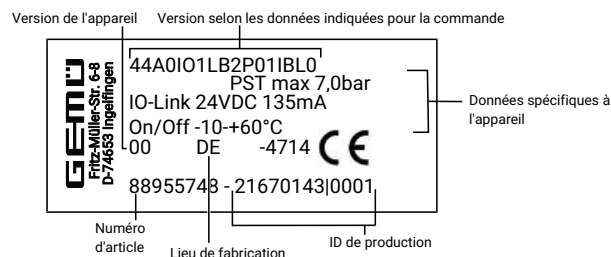 Version de l'appareil
Version selon les données indiquées pour la commande
GEMÜ
Fritz-Müller-Str. 6-8
D-74653 Ingelfingen
44A0IO1LB2P01IBL0
PST max 7,0bar
IO-Link 24VDC 135mA
On/Off -10-+60°C
00 DE -4714 CE
88955748 - 21670143|0001
Données spécifiques à
l'appareil
Numéro
d'article
Lieu de fabrication
ID de production